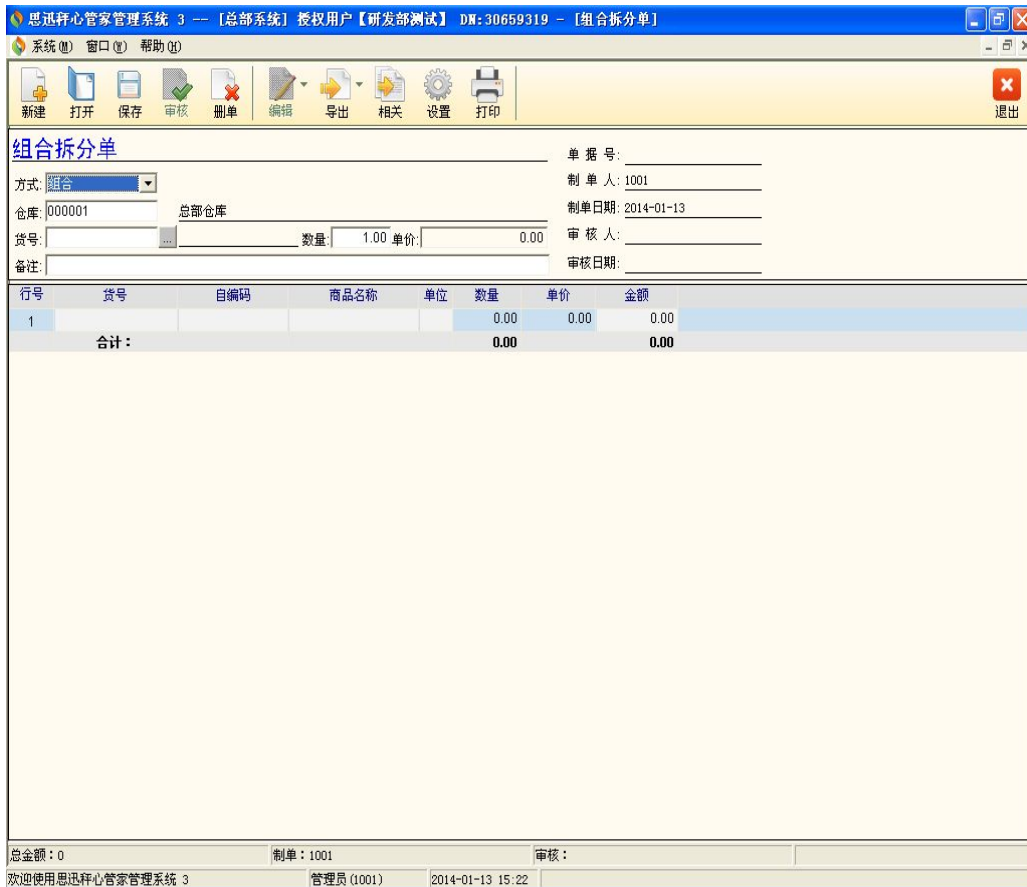 思迅秤心管家管理系统 3 -- [总部系统] 授权用户【研发部测试】 DN:30659319 - [组合拆分单]
系统(M) 窗口(W) 帮助(H)
新建 打开 保存 审核 删单 编辑 导出 相关 设置 打印 退出
组合拆分单
单 据 号:
方式: 组合
制 单 人: 1001
仓库: 000001 总部仓库
制单日期: 2014-01-13
货号: ... 数量: 1.00 单价: 0.00
审 核 人:
备注:
审核日期:
行号 货号 自编码 商品名称 单位 数量 单价 金额
1 0.00 0.00 0.00
合计: 0.00 0.00
总金额:0 制单:1001 审核:
欢迎使用思迅秤心管家管理系统 3 管理员(1001) 2014-01-13 15:22